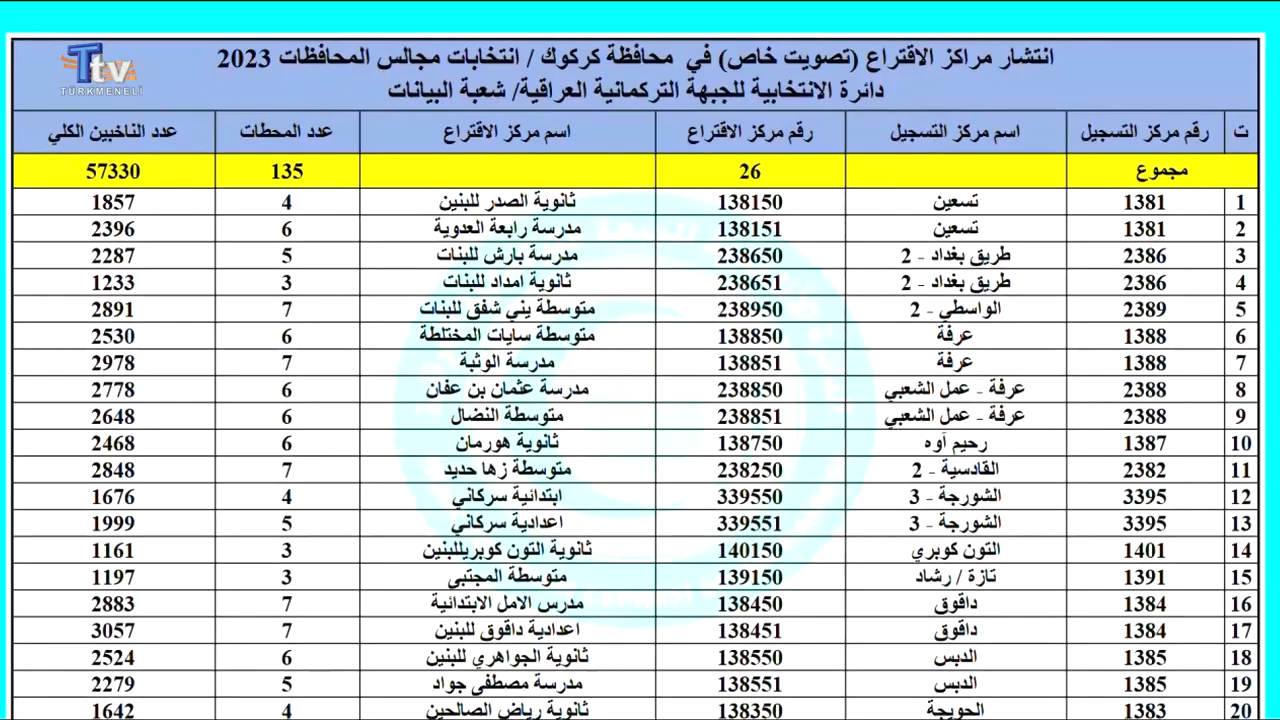 Ttv
TÜRKMENELİ
انتشار مراكز الاقتراع (تصويت خاص) في محافظة كركوك / انتخابات مجالس المحافظات 2023
دائرة الانتخابية للجبهة التركمانية العراقية/ شعبة البيانات
ت رقم مركز التسجيل اسم مركز التسجيل رقم مركز الاقتراع اسم مركز الاقتراع عدد المحطات عدد الناخبين الكلي
مجموع 26 135 57330
1 1381 تسعين 138150 ثانوية الصدر للبنين 4 1857
2 1381 تسعين 138151 مدرسة رابعة العدوية 6 2396
3 2386 طريق بغداد - 2 238650 مدرسة بارش للبنات 5 2287
4 2386 طريق بغداد - 2 238651 ثانوية امداد للبنات 3 1233
5 2389 الواسطي - 2 238950 متوسطة يني شفق للبنات 7 2891
6 1388 عرفة 138850 متوسطة سايات المختلطة 6 2530
7 1388 عرفة 138851 مدرسة الوثبة 7 2978
8 2388 عرفة - عمل الشعبي 238850 مدرسة عثمان بن عفان 6 2778
9 2388 عرفة - عمل الشعبي 238851 متوسطة النضال 6 2648
10 1387 رحيم آوه 138750 ثانوية هورمان 6 2468
11 2382 القادسية - 2 238250 متوسطة زها حديد 7 2848
12 3395 الشورجة - 3 339550 ابتدائية سركاني 4 1676
13 3395 الشورجة - 3 339551 اعدادية سركاني 5 1999
14 1401 التون كوبري 140150 ثانوية التون كوبريللبنين 3 1161
15 1391 تازة / رشاد 139150 متوسطة المجتبى 3 1197
16 1384 داقوق 138450 مدرس الامل الابتدائية 7 2883
17 1384 داقوق 138451 اعدادية داقوق للبنين 7 3057
18 1385 الدبس 138550 ثانوية الجواهري للبنين 6 2524
19 1385 الدبس 138551 مدرسة مصطفى جواد 5 2279
20 1383 الحويجة 138350 ثانوية رياض الصالحين 4 1642